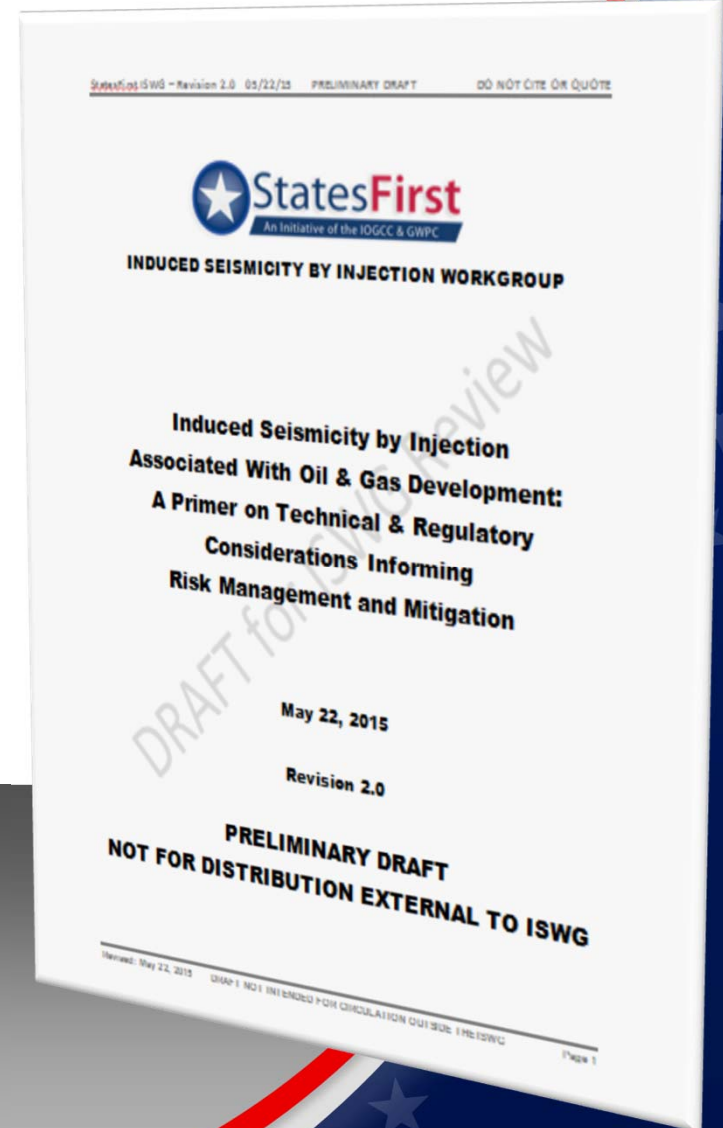 StatesFirst ISWG – Revision 2.0 05/22/15 PRELIMINARY DRAFT DO NOT CITE OR QUOTE
StatesFirst
An Initiative of the IOGCC & GWPC
INDUCED SEISMICITY BY INJECTION WORKGROUP
Induced Seismicity by Injection
Associated With Oil & Gas Development:
A Primer on Technical & Regulatory
Considerations Informing
Risk Management and Mitigation
DRAFT for ISWG Review
May 22, 2015
Revision 2.0
PRELIMINARY DRAFT
NOT FOR DISTRIBUTION EXTERNAL TO ISWG
Revised: May 22, 2015 DRAFT NOT INTENDED FOR CIRCULATION OUTSIDE THE ISWG Page 1